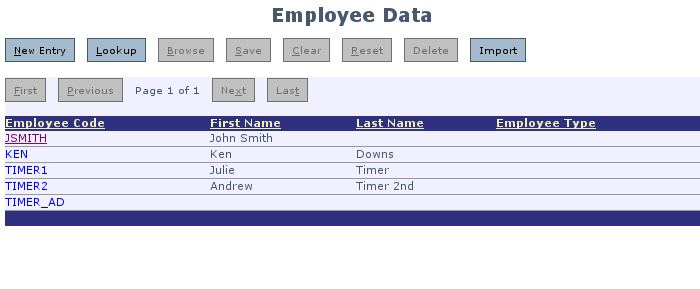 Employee Data
New Entry Lookup Browse Save Clear Reset Delete Import
First Previous Page 1 of 1 Next Last
Employee Code First Name Last Name Employee Type
JSMITH John Smith
KEN Ken Downs
TIMER1 Julie Timer
TIMER2 Andrew Timer 2nd
TIMER_AD